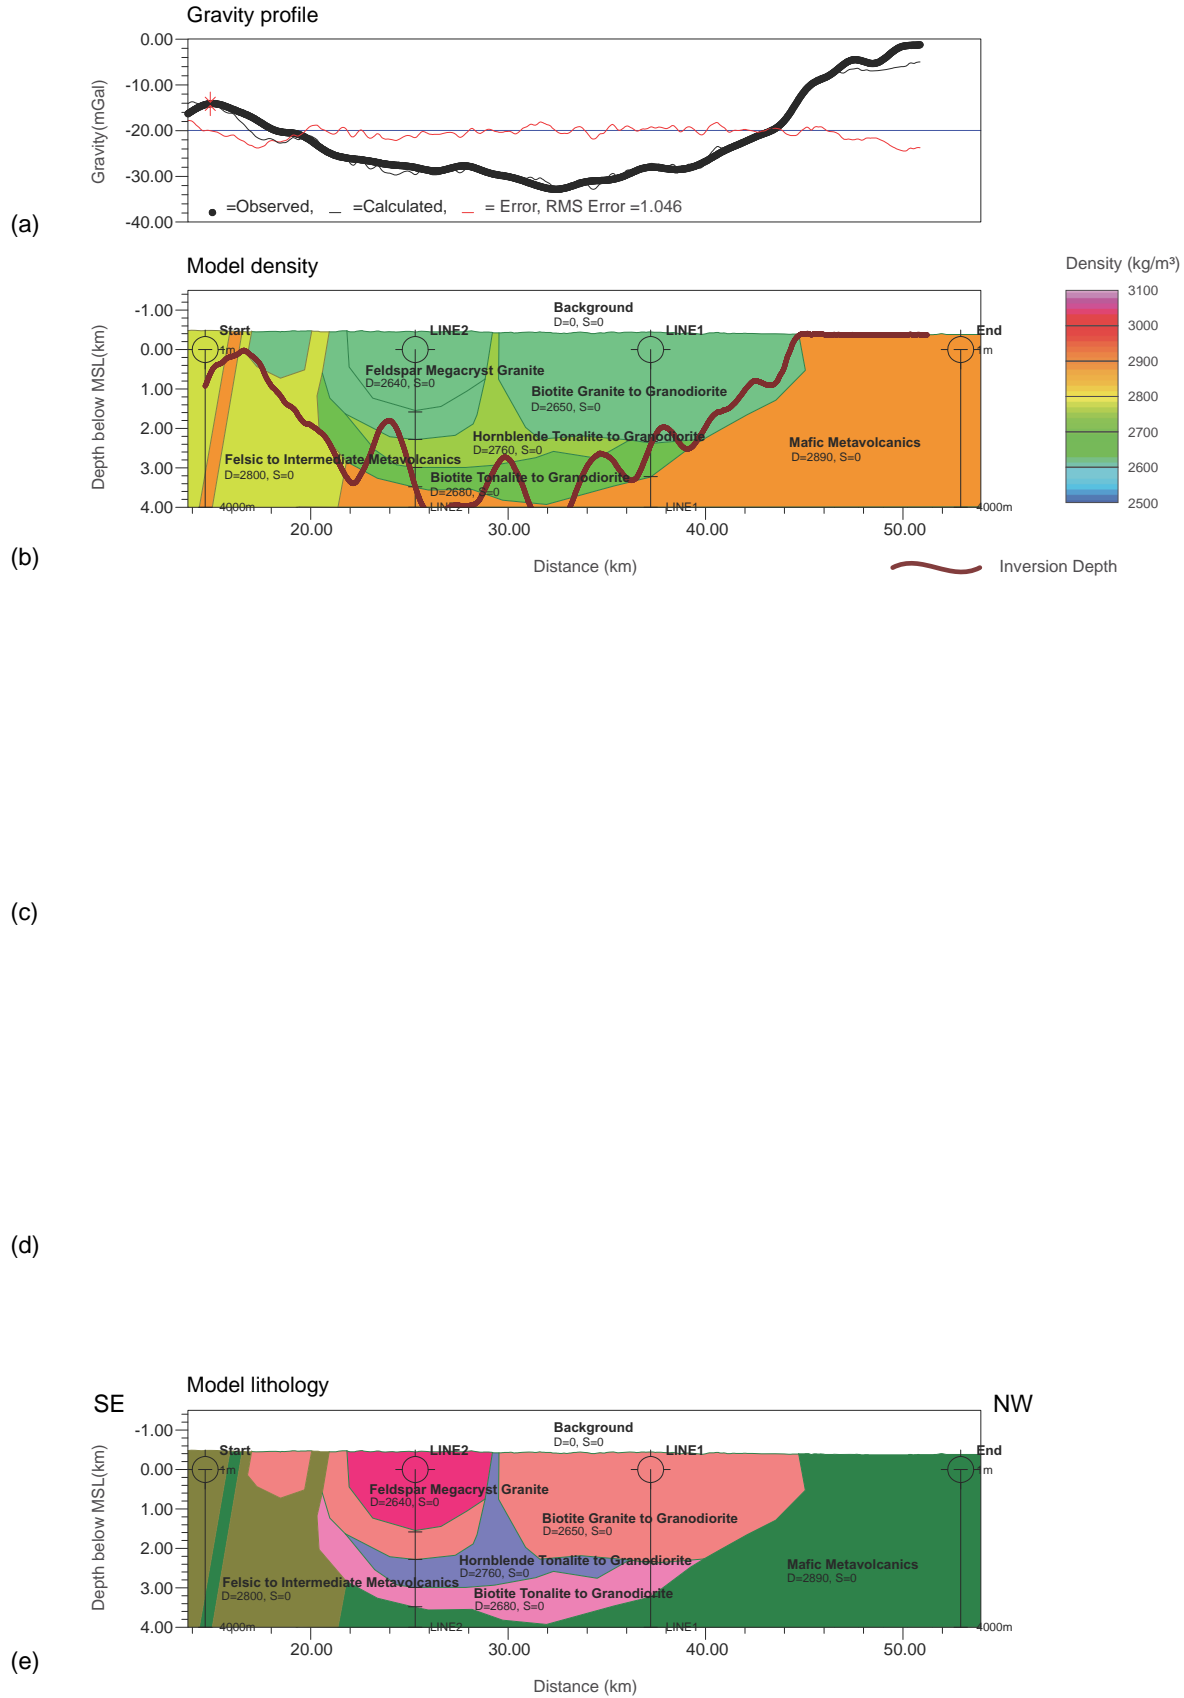 Gravity profile
0.00
-10.00
-20.00
-30.00
-40.00
Gravity(mGal)
=Observed, =Calculated, = Error, RMS Error =1.046
(a)
Model density
Density (kg/m³)
3100
3000
2900
2800
2700
2600
2500
-1.00
0.00
1.00
2.00
3.00
4.00
Depth below MSL(km)
Background
D=0, S=0
Start
LINE2
LINE1
End
1m
1m
Feldspar Megacryst Granite
D=2640, S=0
Biotite Granite to Granodiorite
D=2650, S=0
Hornblende Tonalite to Granodiorite
D=2760, S=0
Mafic Metavolcanics
D=2890, S=0
Felsic to Intermediate Metavolcanics
D=2800, S=0
Biotite Tonalite to Granodiorite
D=2680, S=0
4000m
LINE2
LINE1
4000m
20.00
30.00
40.00
50.00
(b)
Distance (km)
Inversion Depth
(c)
(d)
Model lithology
SE
NW
-1.00
0.00
1.00
2.00
3.00
4.00
Depth below MSL(km)
Background
D=0, S=0
Start
LINE2
LINE1
End
1m
1m
Feldspar Megacryst Granite
D=2640, S=0
Biotite Granite to Granodiorite
D=2650, S=0
Hornblende Tonalite to Granodiorite
D=2760, S=0
Mafic Metavolcanics
D=2890, S=0
Felsic to Intermediate Metavolcanics
D=2800, S=0
Biotite Tonalite to Granodiorite
D=2680, S=0
4000m
LINE2
LINE1
4000m
20.00
30.00
40.00
50.00
(e)
Distance (km)